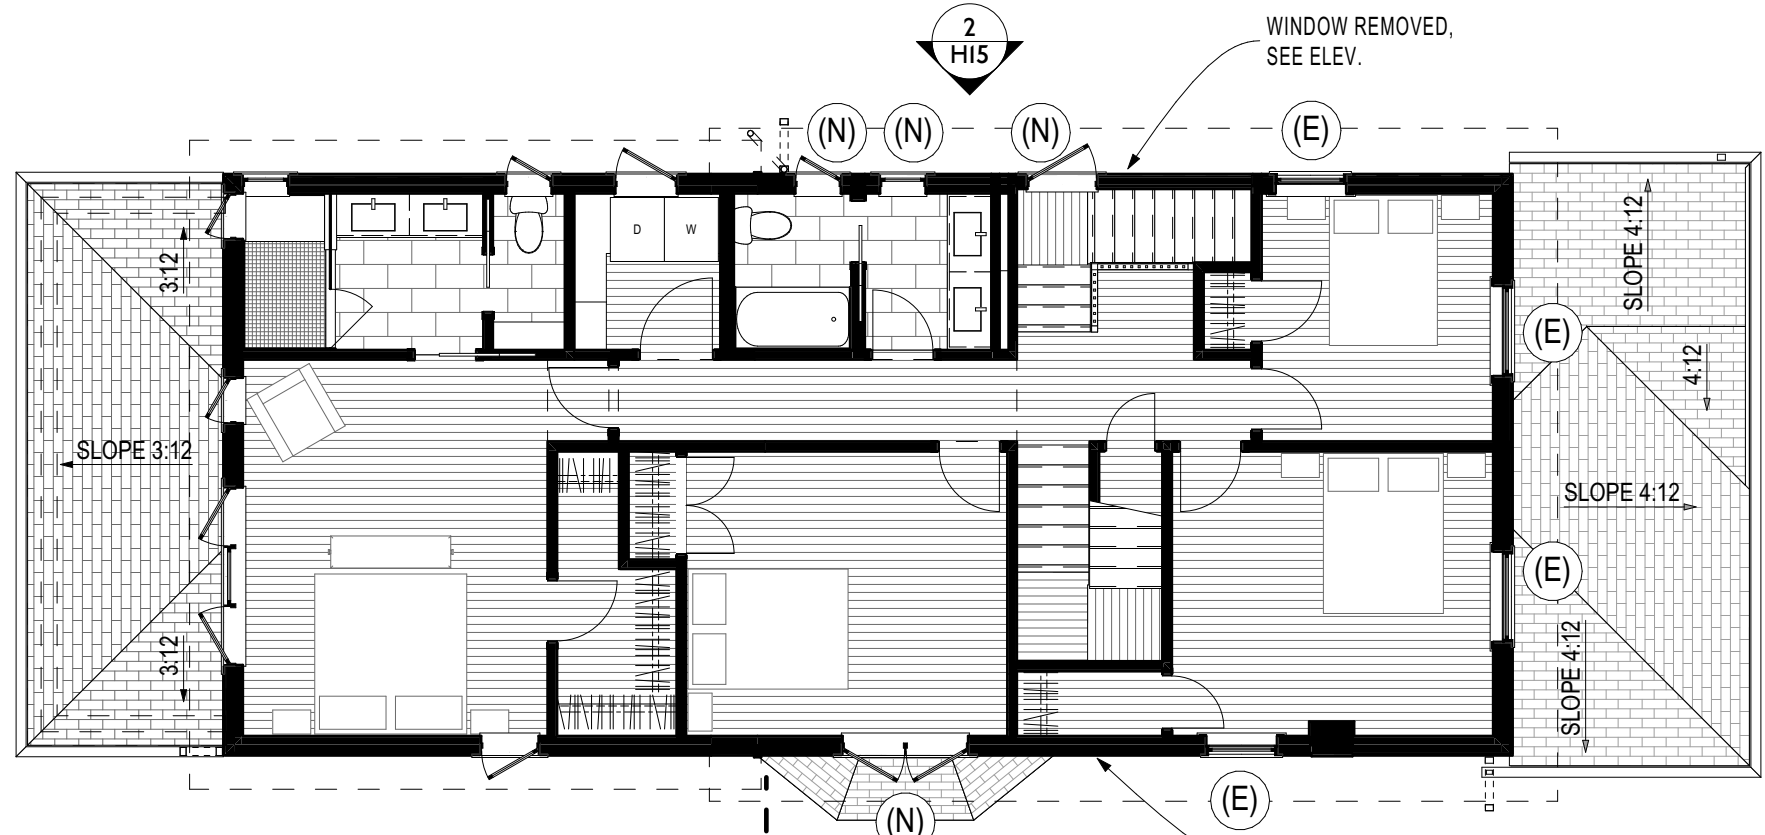 2
H15
WINDOW REMOVED,
SEE ELEV.
(N)
(N)
(N)
(E)
D
W
3:12
SLOPE 4:12
(E)
4:12
SLOPE 3:12
SLOPE 4:12
(E)
3:12
SLOPE 4:12
(E)
(N)